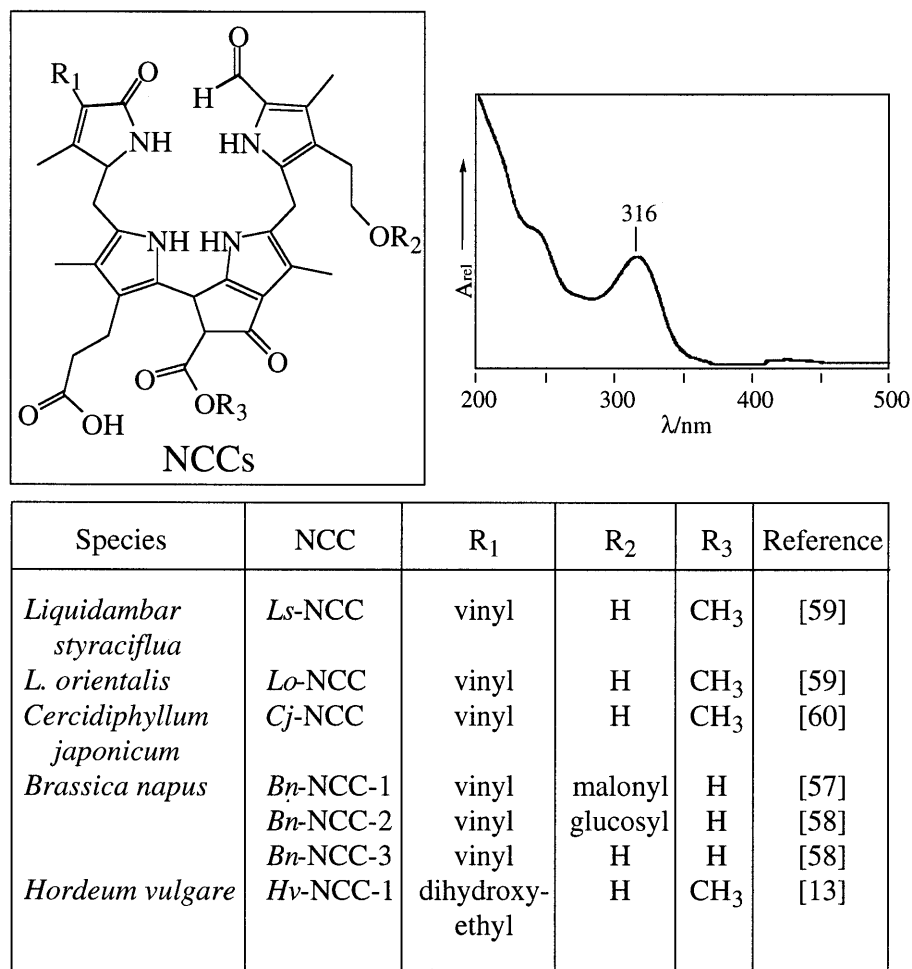 R1
O
NH
O
H
HN
OR2
NH
HN
O
OH
O
OR3
O
NCCs
316
Arel
200
300
400
500
λ/nm
Species NCC R1 R2 R3 Reference
Liquidambar Ls-NCC vinyl H CH3 [59]
styraciflua
L. orientalis Lo-NCC vinyl H CH3 [59]
Cercidiphyllum Cj-NCC vinyl H CH3 [60]
japonicum
Brassica napus Bn-NCC-1 vinyl malonyl H [57]
Bn-NCC-2 vinyl glucosyl H [58]
Bn-NCC-3 vinyl H H [58]
Hordeum vulgare Hv-NCC-1 dihydroxy- H CH3 [13]
ethyl